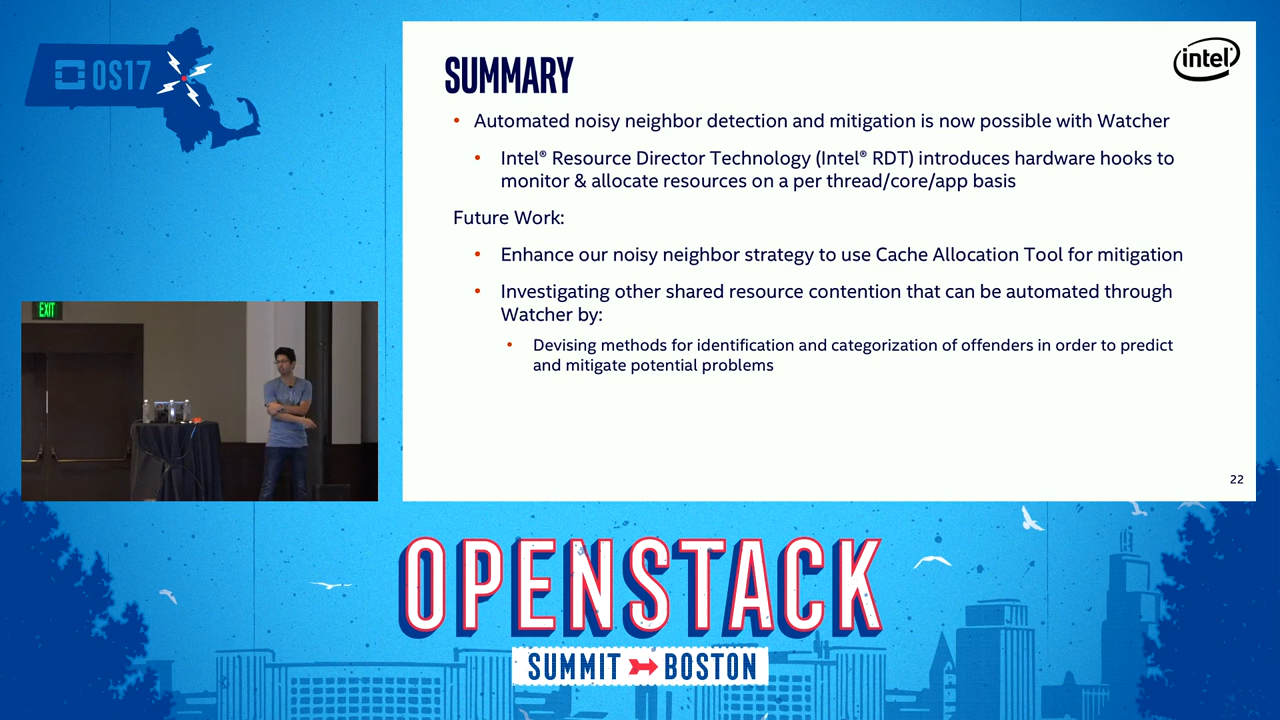 OS17
intel
SUMMARY
• Automated noisy neighbor detection and mitigation is now possible with Watcher
• Intel® Resource Director Technology (Intel® RDT) introduces hardware hooks to
monitor & allocate resources on a per thread/core/app basis
Future Work:
• Enhance our noisy neighbor strategy to use Cache Allocation Tool for mitigation
• Investigating other shared resource contention that can be automated through
Watcher by:
• Devising methods for identification and categorization of offenders in order to predict
and mitigate potential problems
22
EXIT
OPENSTACK
SUMMIT BOSTON